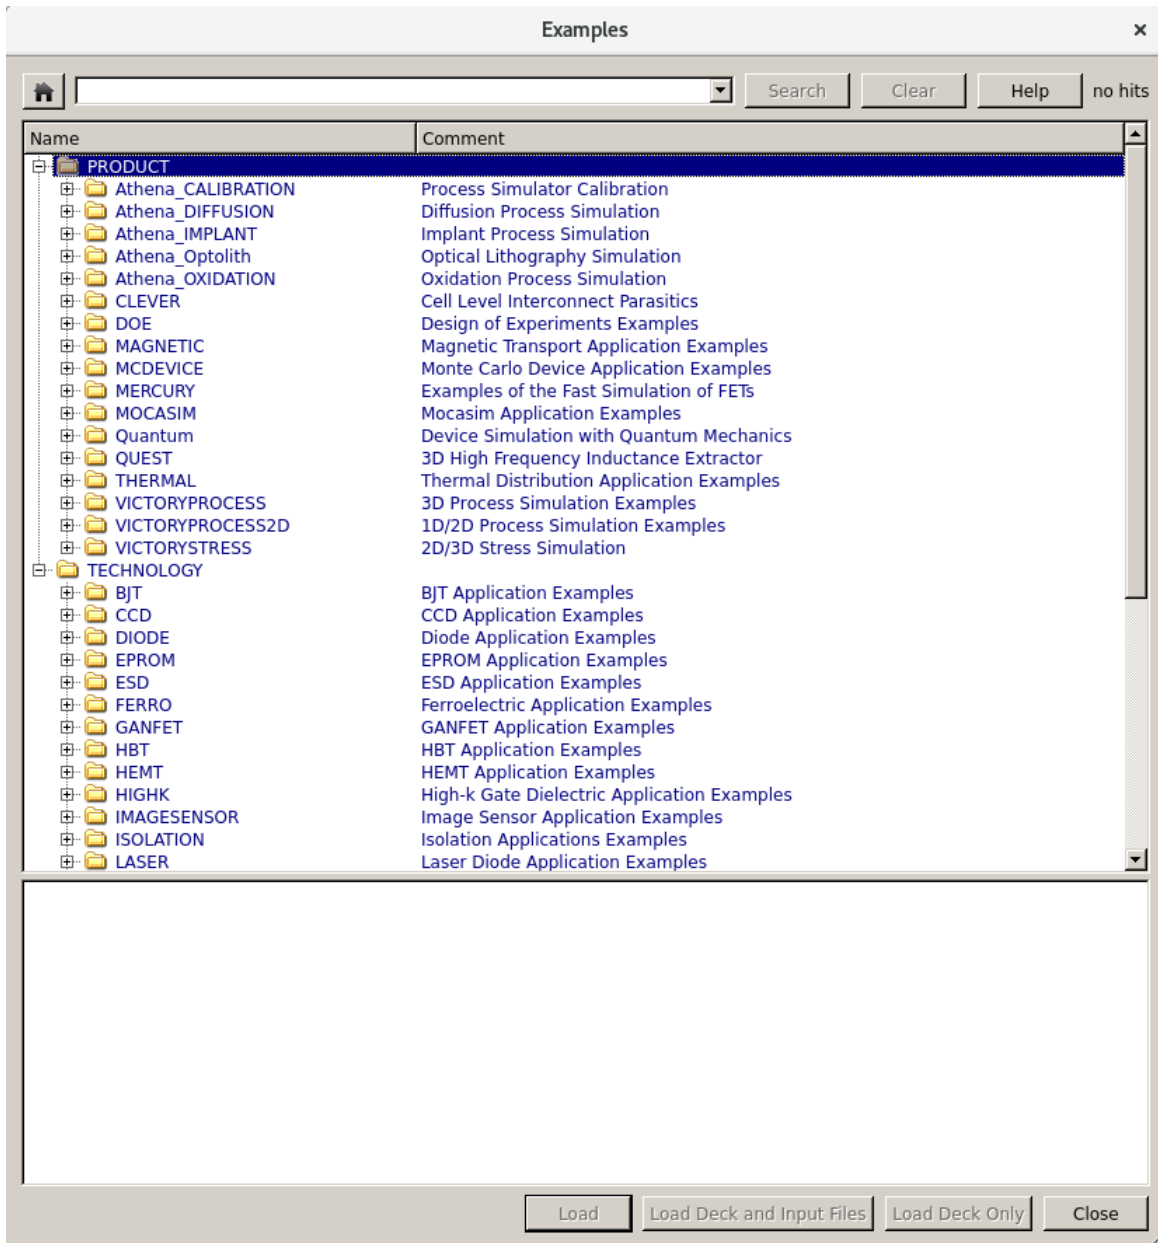 Examples
Search Clear Help no hits
Name Comment
PRODUCT
Athena_CALIBRATION Process Simulator Calibration
Athena_DIFFUSION Diffusion Process Simulation
Athena_IMPLANT Implant Process Simulation
Athena_Optolith Optical Lithography Simulation
Athena_OXIDATION Oxidation Process Simulation
CLEVER Cell Level Interconnect Parasitics
DOE Design of Experiments Examples
MAGNETIC Magnetic Transport Application Examples
MCDEVICE Monte Carlo Device Application Examples
MERCURY Examples of the Fast Simulation of FETs
MOCASIM Mocasim Application Examples
Quantum Device Simulation with Quantum Mechanics
QUEST 3D High Frequency Inductance Extractor
THERMAL Thermal Distribution Application Examples
VICTORYPROCESS 3D Process Simulation Examples
VICTORYPROCESS2D 1D/2D Process Simulation Examples
VICTORYSTRESS 2D/3D Stress Simulation
TECHNOLOGY
BJT BJT Application Examples
CCD CCD Application Examples
DIODE Diode Application Examples
EPROM EPROM Application Examples
ESD ESD Application Examples
FERRO Ferroelectric Application Examples
GANFET GANFET Application Examples
HBT HBT Application Examples
HEMT HEMT Application Examples
HIGHK High-k Gate Dielectric Application Examples
IMAGESENSOR Image Sensor Application Examples
ISOLATION Isolation Applications Examples
LASER Laser Diode Application Examples
Load Load Deck and Input Files Load Deck Only Close